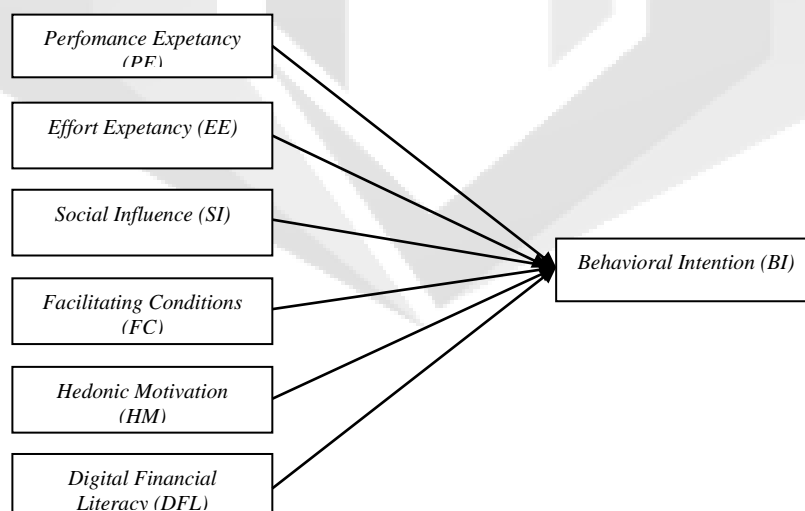 Perfomance Expetancy
(PE)
Effort Expetancy (EE)
Social Influence (SI)
Behavioral Intention (BI)
Facilitating Conditions
(FC)
Hedonic Motivation
(HM)
Digital Financial
Literacy (DFL)